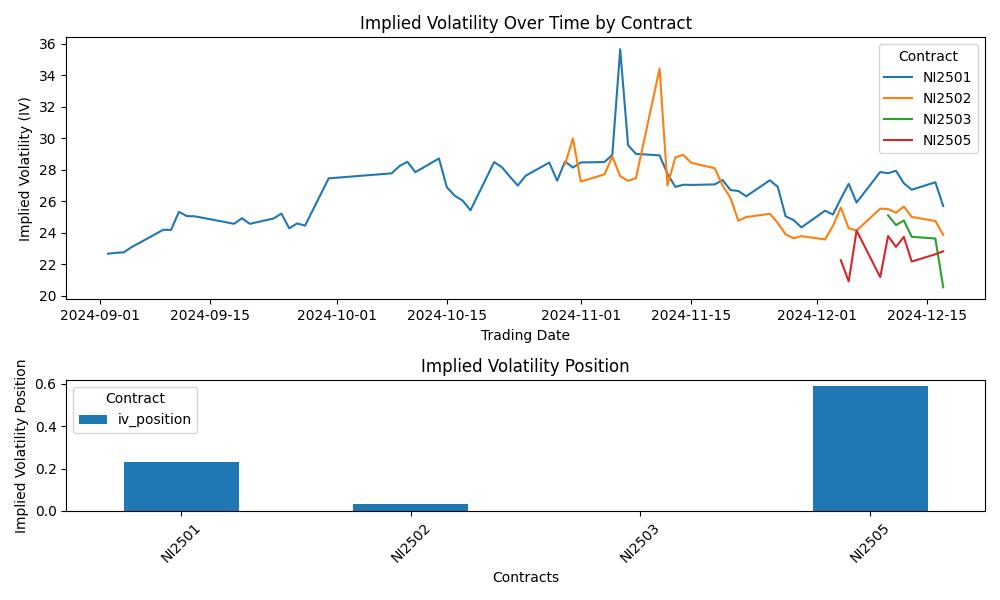 Implied Volatility Over Time by Contract
Implied Volatility (IV)
36
34
32
30
28
26
24
22
20
Contract
NI2501
NI2502
NI2503
NI2505
2024-09-01 2024-09-15 2024-10-01 2024-10-15 2024-11-01 2024-11-15 2024-12-01 2024-12-15
Trading Date
Implied Volatility Position
Implied Volatility Position
0.6
0.4
0.2
0.0
Contract
iv_position
NI2501 NI2502 NI2503 NI2505
Contracts